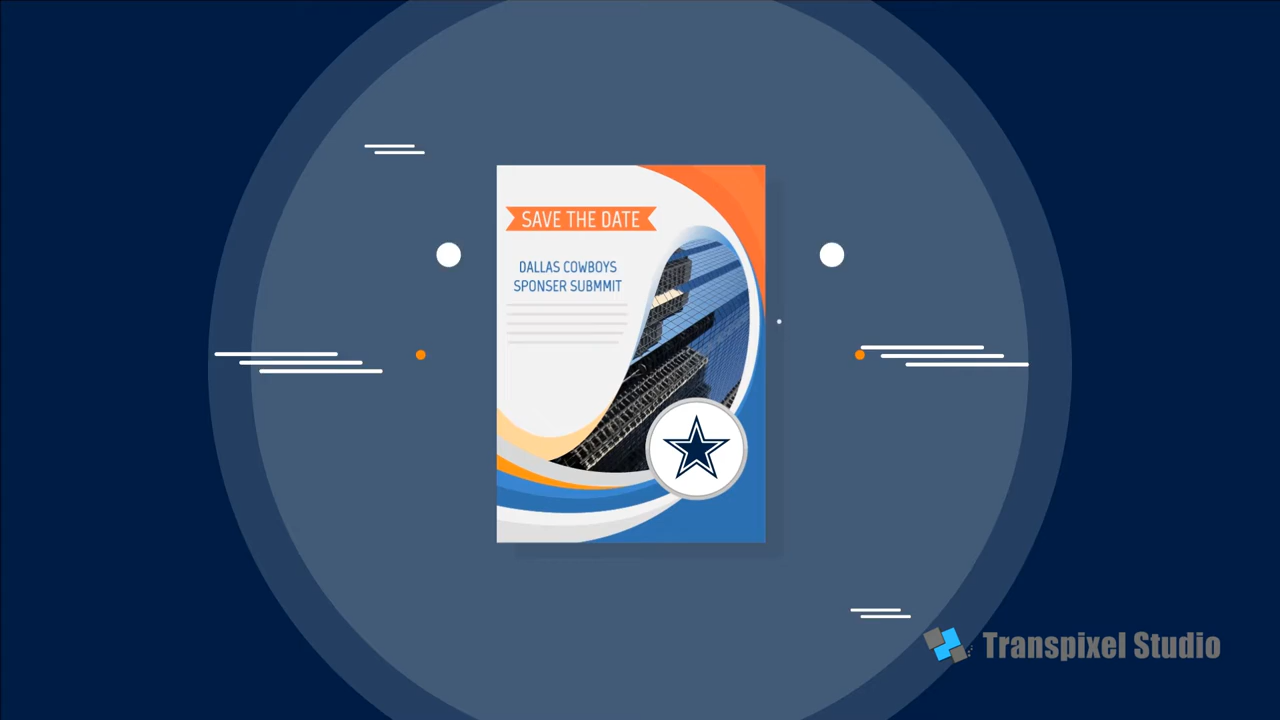 SAVE THE DATE
DALLAS COWBOYS
SPONSER SUBMMIT
Transpixel Studio